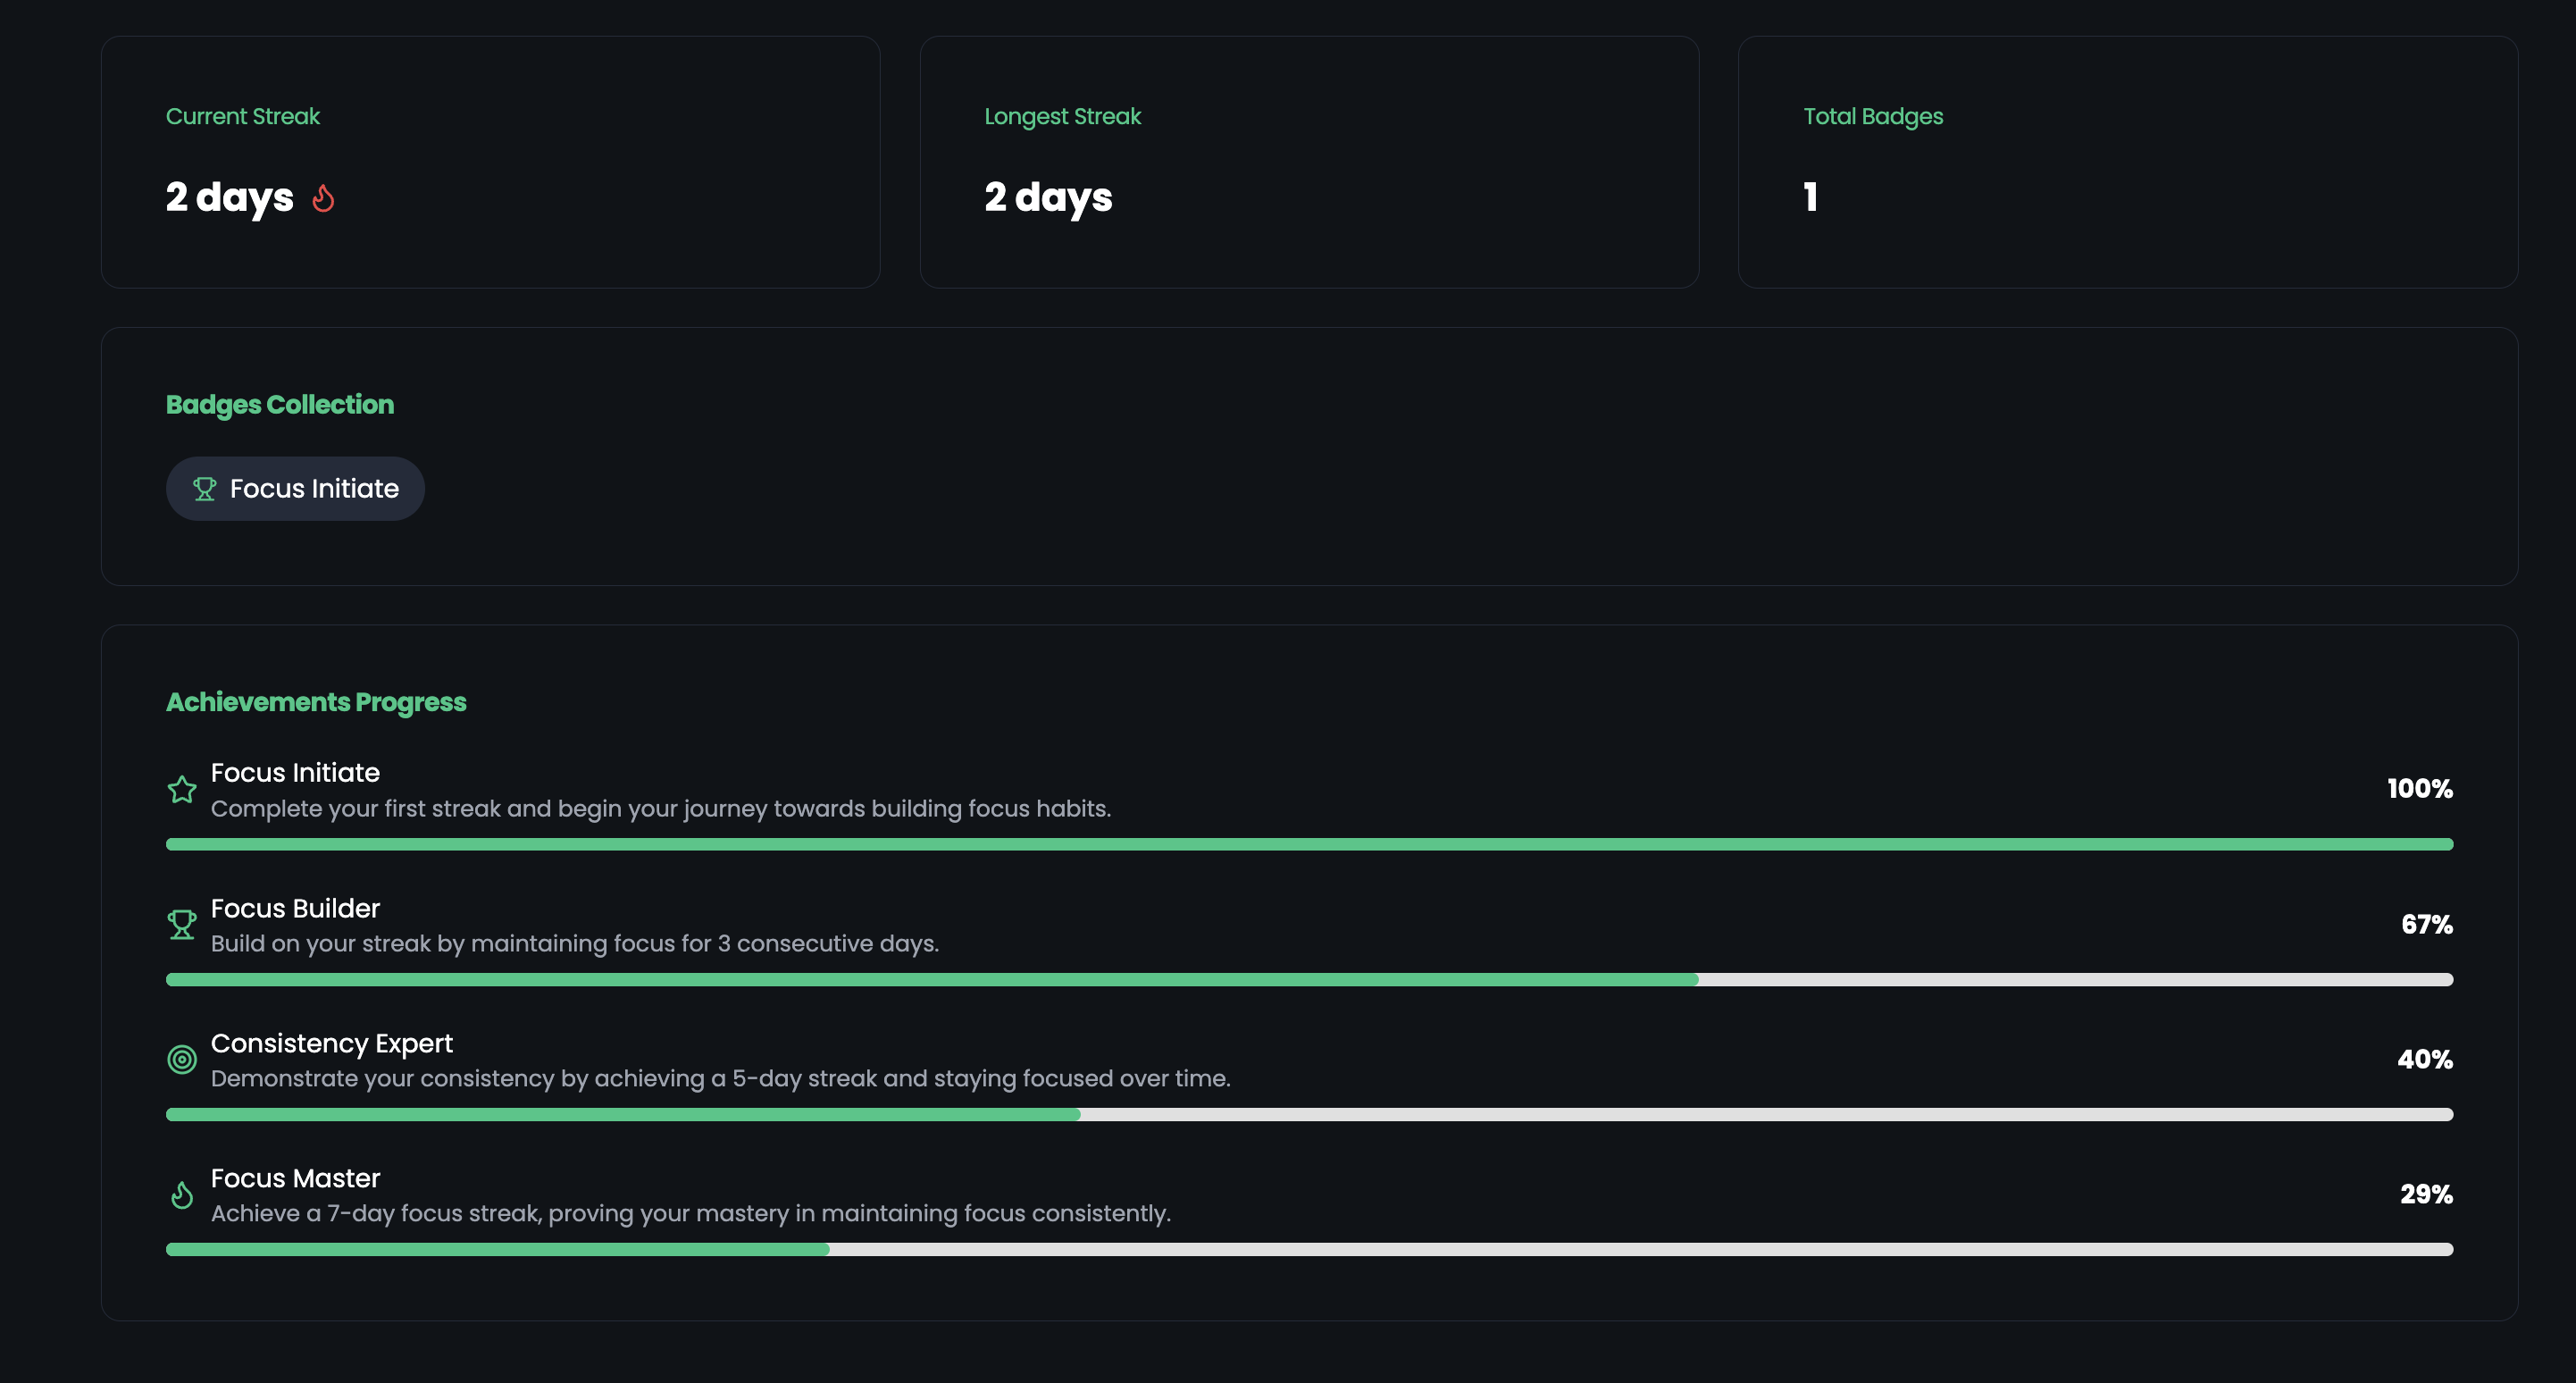 Current Streak
2 days
Longest Streak
2 days
Total Badges
1
Badges Collection
Focus Initiate
Achievements Progress
Focus Initiate
Complete your first streak and begin your journey towards building focus habits.
100%
Focus Builder
Build on your streak by maintaining focus for 3 consecutive days.
67%
Consistency Expert
Demonstrate your consistency by achieving a 5-day streak and staying focused over time.
40%
Focus Master
Achieve a 7-day focus streak, proving your mastery in maintaining focus consistently.
29%